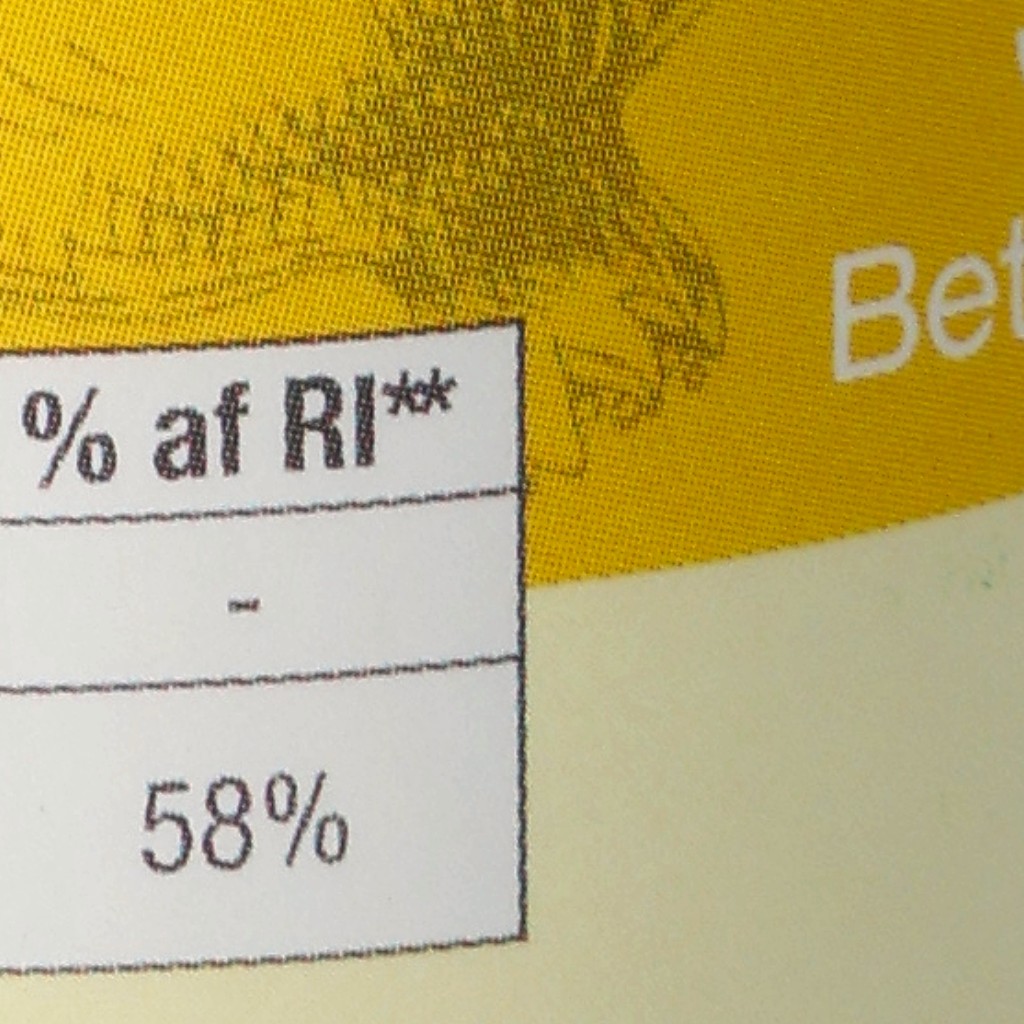 Bet
% af RI**
-
58%